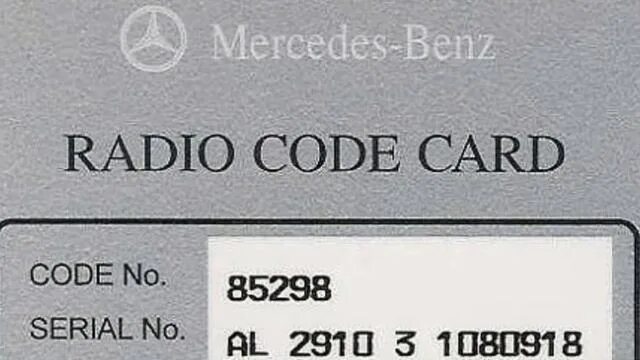 Mercedes-Benz
RADIO CODE CARD
CODE No. 85298
SERIAL No. AL 2910 3 1080918